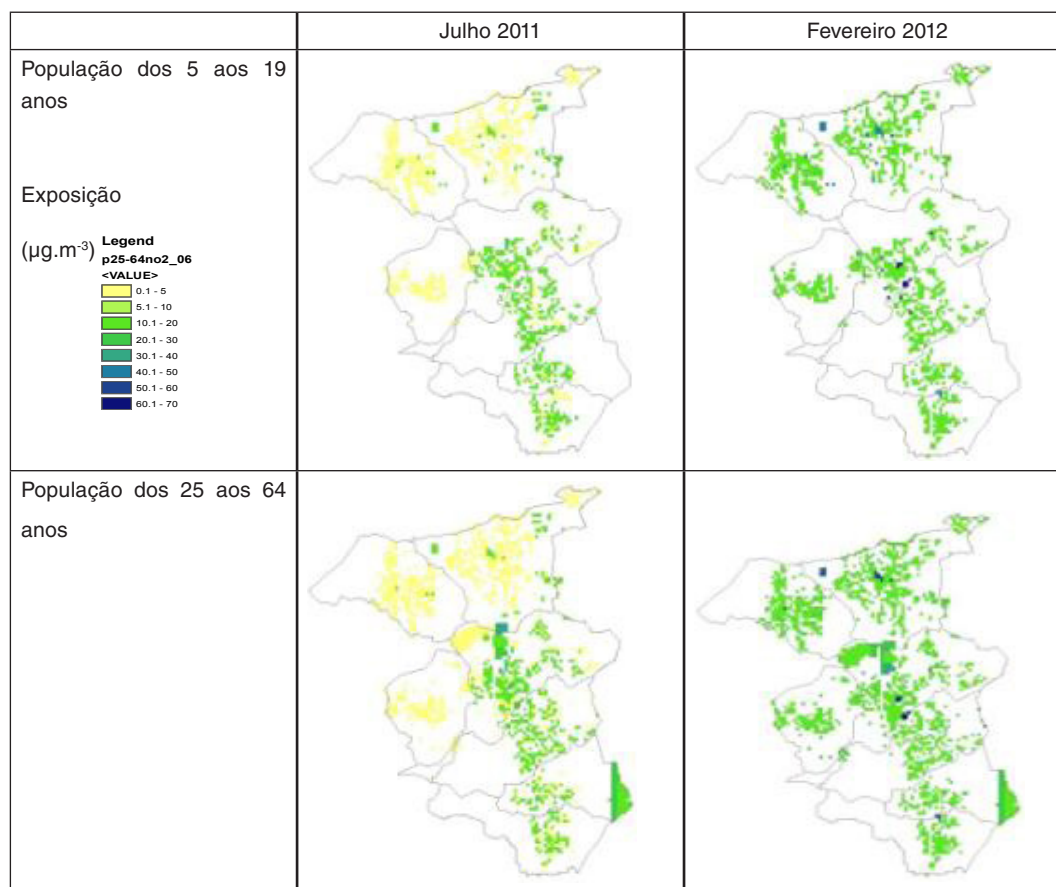 Julho 2011
Fevereiro 2012
População dos 5 aos 19
anos
Exposição
(µg.m-3)
Legend
p25-64no2_06
<VALUE>
0.1 - 5
5.1 - 10
10.1 - 20
20.1 - 30
30.1 - 40
40.1 - 50
50.1 - 60
60.1 - 70
População dos 25 aos 64
anos